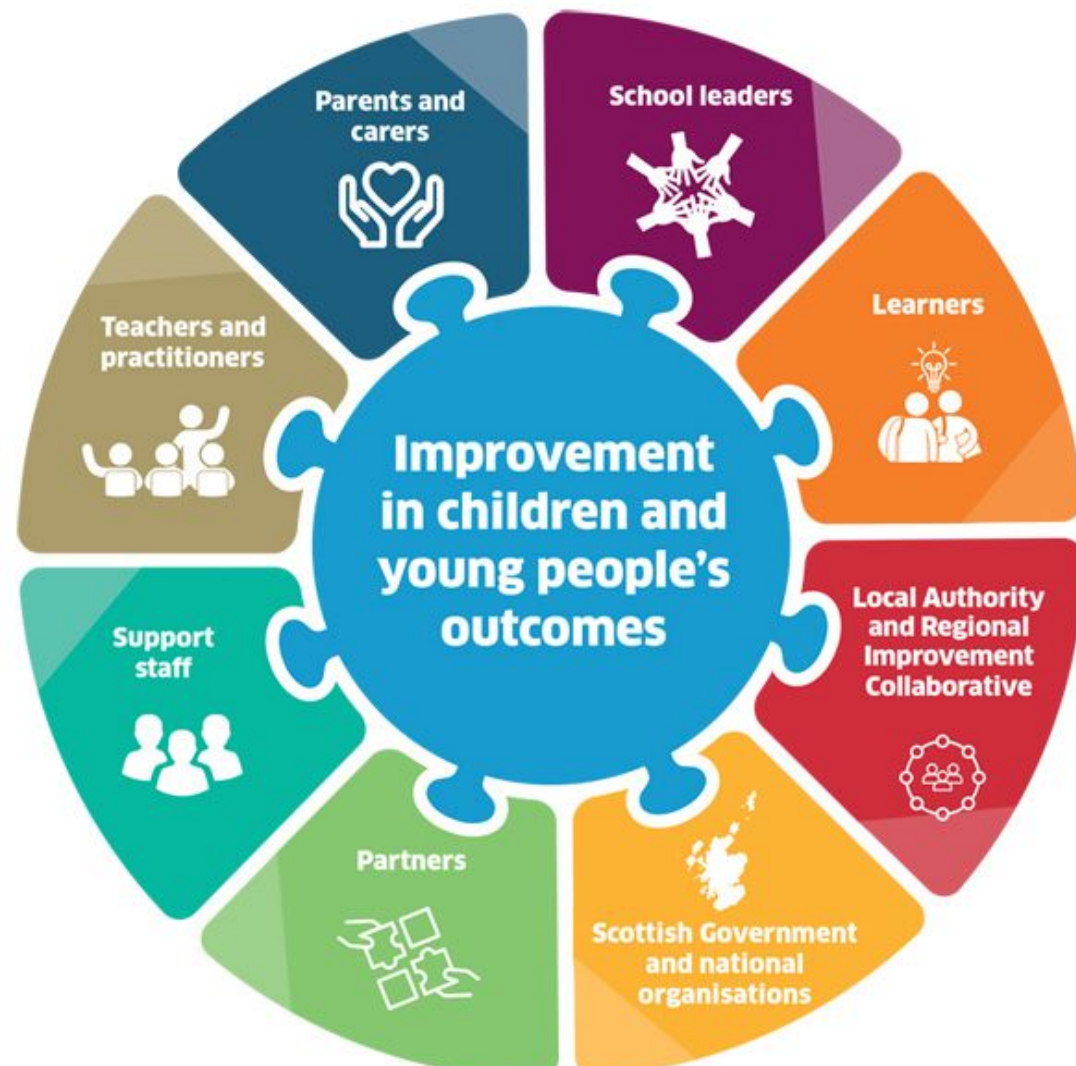 Parents and
carers
School leaders
Learners
Local Authority
and Regional
Improvement
Collaborative
Scottish Government
and national
organisations
Partners
Support
staff
Teachers and
practitioners
Improvement
in children and
young people's
outcomes